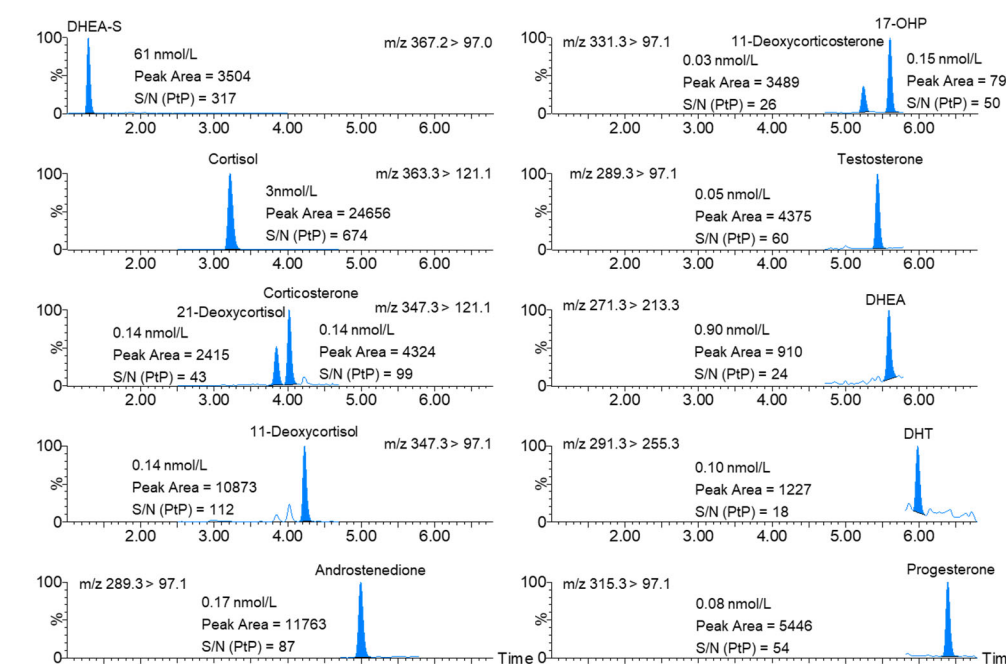 DHEA-S
100
%
0
61 nmol/L
Peak Area = 3504
S/N (PtP) = 317
m/z 367.2 > 97.0
2.00 3.00 4.00 5.00 6.00
Cortisol
100
%
0
3nmol/L
Peak Area = 24656
S/N (PtP) = 674
m/z 363.3 > 121.1
2.00 3.00 4.00 5.00 6.00
Corticosterone
21-Deoxycortisol
m/z 347.3 > 121.1
100
%
0
0.14 nmol/L
Peak Area = 2415
S/N (PtP) = 43
0.14 nmol/L
Peak Area = 4324
S/N (PtP) = 99
2.00 3.00 4.00 5.00 6.00
11-Deoxycortisol
m/z 347.3 > 97.1
100
%
0
0.14 nmol/L
Peak Area = 10873
S/N (PtP) = 112
2.00 3.00 4.00 5.00 6.00
Androstenedione
m/z 289.3 > 97.1
100
%
0
0.17 nmol/L
Peak Area = 11763
S/N (PtP) = 87
Time
17-OHP
11-Deoxycorticosterone
m/z 331.3 > 97.1
100
%
0
0.03 nmol/L
Peak Area = 3489
S/N (PtP) = 26
0.15 nmol/L
Peak Area = 79
S/N (PtP) = 50
2.00 3.00 4.00 5.00 6.00
Testosterone
m/z 289.3 > 97.1
100
%
0
0.05 nmol/L
Peak Area = 4375
S/N (PtP) = 60
2.00 3.00 4.00 5.00 6.00
DHEA
m/z 271.3 > 213.3
100
%
0
0.90 nmol/L
Peak Area = 910
S/N (PtP) = 24
2.00 3.00 4.00 5.00 6.00
DHT
m/z 291.3 > 255.3
100
%
0
0.10 nmol/L
Peak Area = 1227
S/N (PtP) = 18
2.00 3.00 4.00 5.00 6.00
Progesterone
m/z 315.3 > 97.1
100
%
0
0.08 nmol/L
Peak Area = 5446
S/N (PtP) = 54